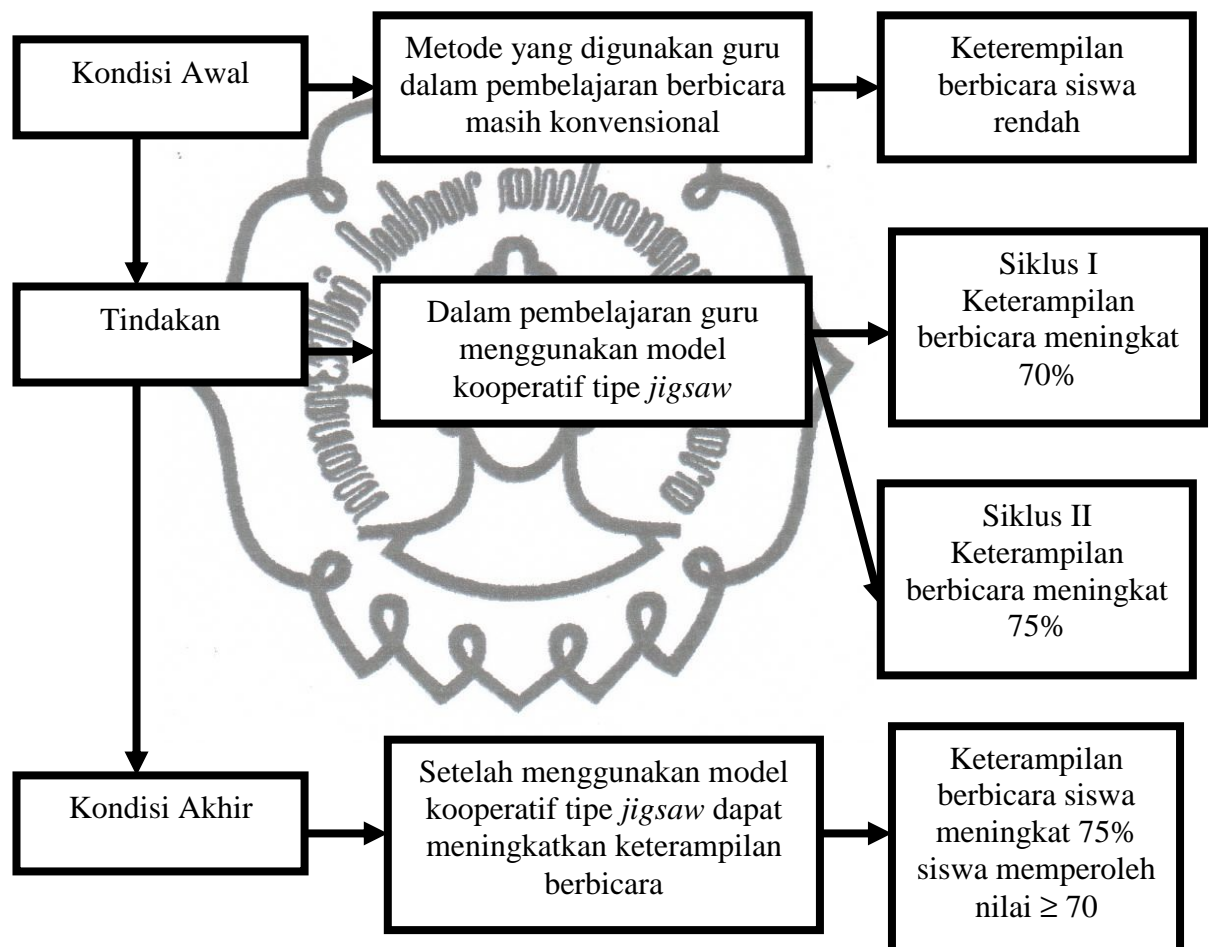 Kondisi Awal
Metode yang digunakan guru
dalam pembelajaran berbicara
masih konvensional
Keterempilan
berbicara siswa
rendah
Tindakan
Dalam pembelajaran guru
menggunakan model
kooperatif tipe jigsaw
Siklus I
Keterampilan
berbicara meningkat
70%
Siklus II
Keterampilan
berbicara meningkat
75%
Kondisi Akhir
Setelah menggunakan model
kooperatif tipe jigsaw dapat
meningkatkan keterampilan
berbicara
Keterampilan
berbicara siswa
meningkat 75%
siswa memperoleh
nilai ≥ 70